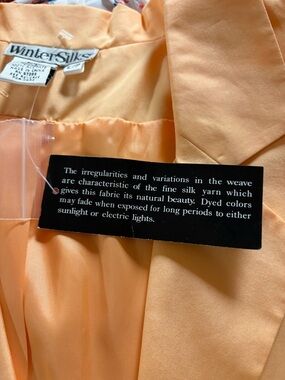 WinterSilks
The irregularities and variations in the weave
are characteristic of the fine silk yarn which
gives this fabric its natural beauty. Dyed colors
may fade when exposed for long periods to either
sunlight or electric lights.